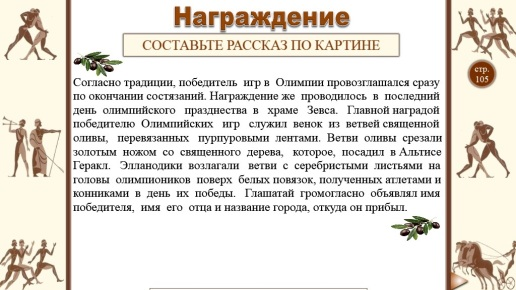 Награждение
СОСТАВЬТЕ РАССКАЗ ПО КАРТИНЕ
стр.
105
Согласно традиции, победитель игр в Олимпии провозглашался сразу
по окончании состязаний. Награждение же проводилось в последний
день олимпийского празднества в храме Зевса. Главной наградой
победителю Олимпийских игр служил венок из ветвей священной
оливы, перевязанных пурпуровыми лентами. Ветви оливы срезали
золотым ножом со священного дерева, которое, посадил в Альтисе
Геракл. Элланодики возлагали ветви с серебристыми листьями на
головы олимпиоников поверх белых повязок, полученных атлетами и
конниками в день их победы. Глашатай громогласно объявлял имя
победителя, имя его отца и название города, откуда он прибыл.